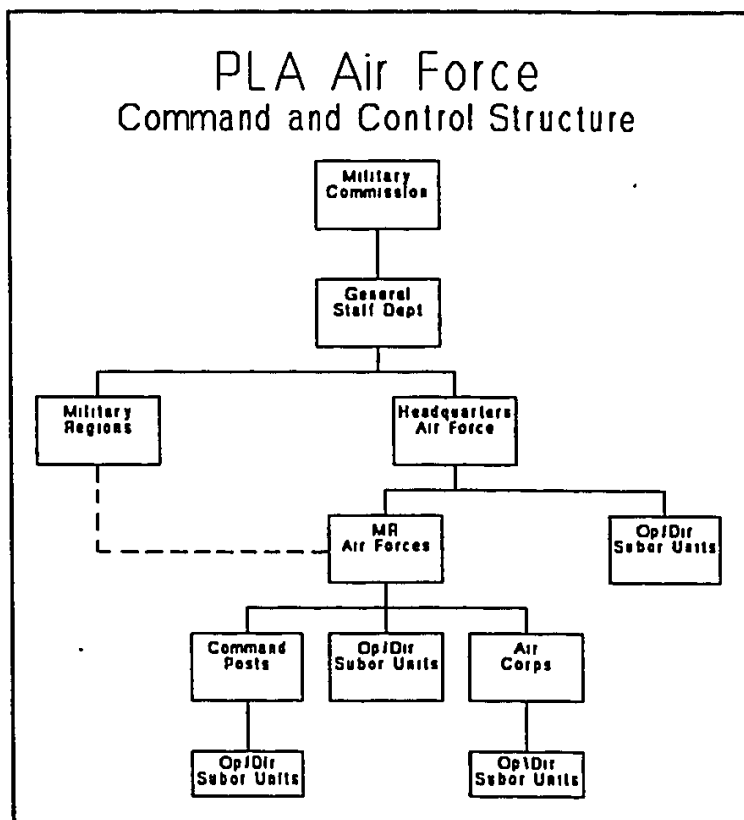 PLA Air Force
Command and Control Structure
Military
Commission
General
Staff Dept
Military
Regions
Headquarters
Air Force
MR
Air Forces
Op/Dir
Subor Units
Command
Posts
Op/Dir
Subor Units
Air
Corps
Op/Dir
Subor Units
Op\Dir
Subor Units